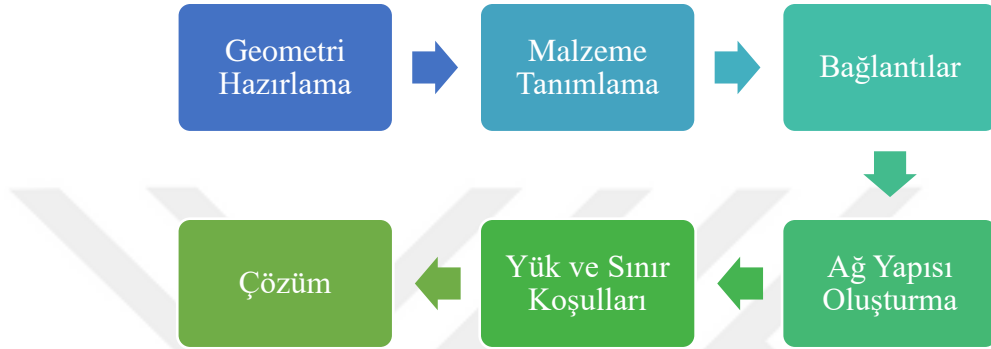 Geometri
Hazırlama
Malzeme
Tanımlama
Bağlantılar
Ağ Yapısı
Oluşturma
Yük ve Sınır
Koşulları
Çözüm